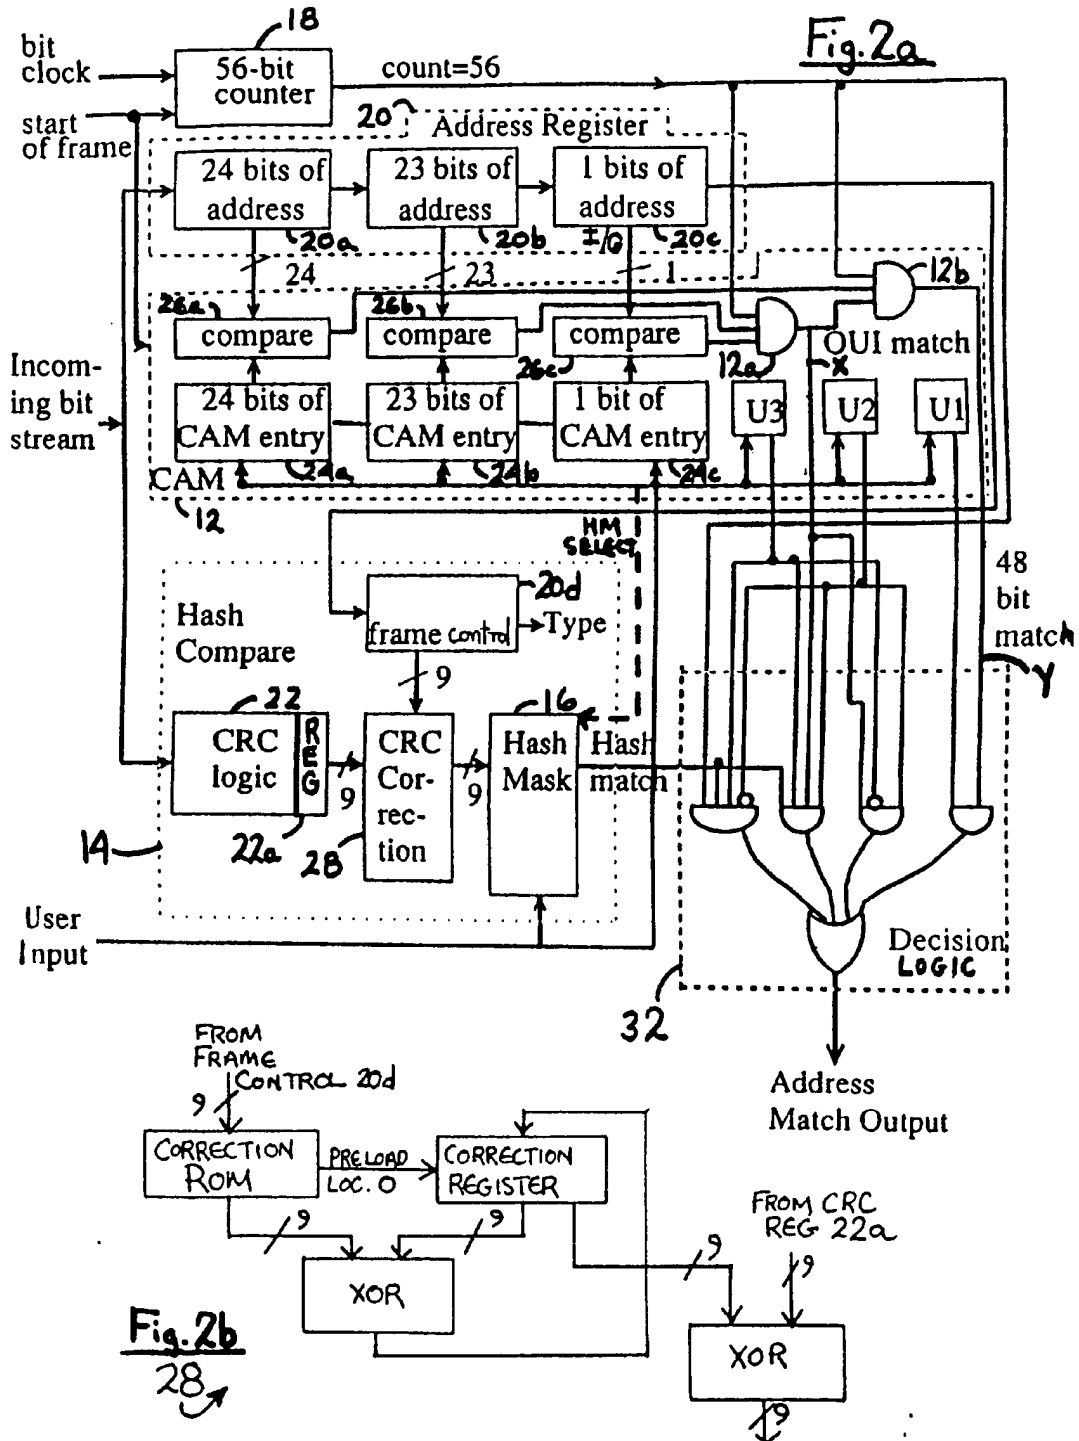 18
Fig. 2a
bit
clock
56-bit
counter
count=56
start
of frame
20
Address Register
24 bits of
address
20a
23 bits of
address
20b
1 bits of
address
I/G
20c
24
23
1
12b
26a
compare
26b
compare
compare
26c
12a
OUI match
X
Incom-
ing bit
stream
24 bits of
CAM entry
24a
23 bits of
CAM entry
24b
1 bit of
CAM entry
24c
U3
U2
U1
CAM
12
HM
SELECT
48
bit
match
Y
Hash
Compare
20d
frame control
Type
9
22
CRC
logic
REG
22a
9
CRC
Cor-
rec-
tion
28
9
16
Hash
Mask
Hash
match
14
User
Input
Decision
LOGIC
32
Address
Match Output
FROM
FRAME
CONTROL 20d
9
CORRECTION
ROM
PRELOAD
LOC. 0
CORRECTION
REGISTER
9
9
XOR
FROM CRC
REG 22a
9
9
XOR
9
Fig. 2b
28